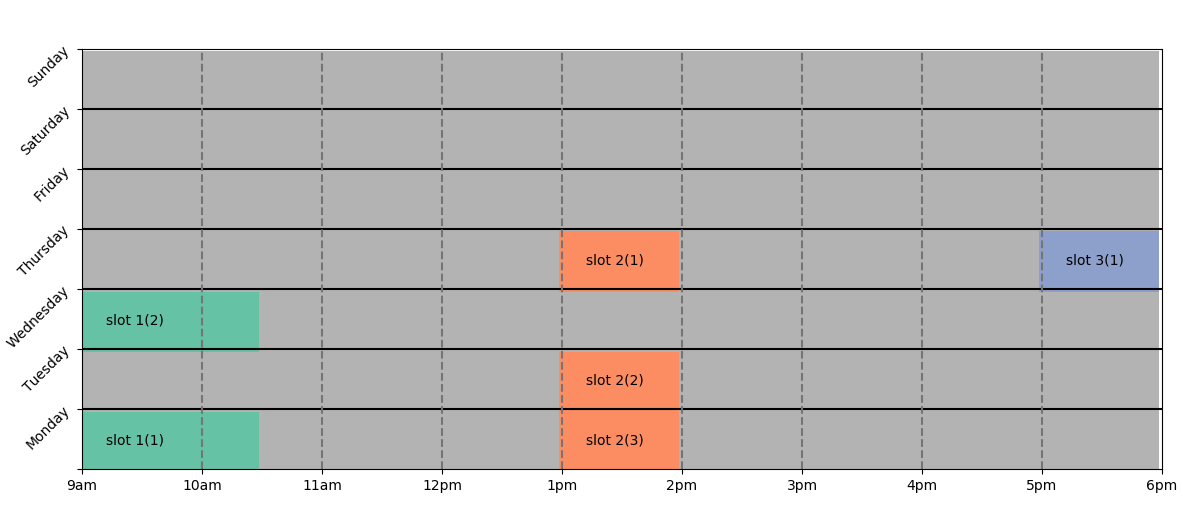 Sunday
Saturday
Friday
Thursday
slot 2(1)
slot 3(1)
Wednesday
slot 1(2)
Tuesday
slot 2(2)
Monday
slot 1(1)
slot 2(3)
9am 10am 11am 12pm 1pm 2pm 3pm 4pm 5pm 6pm